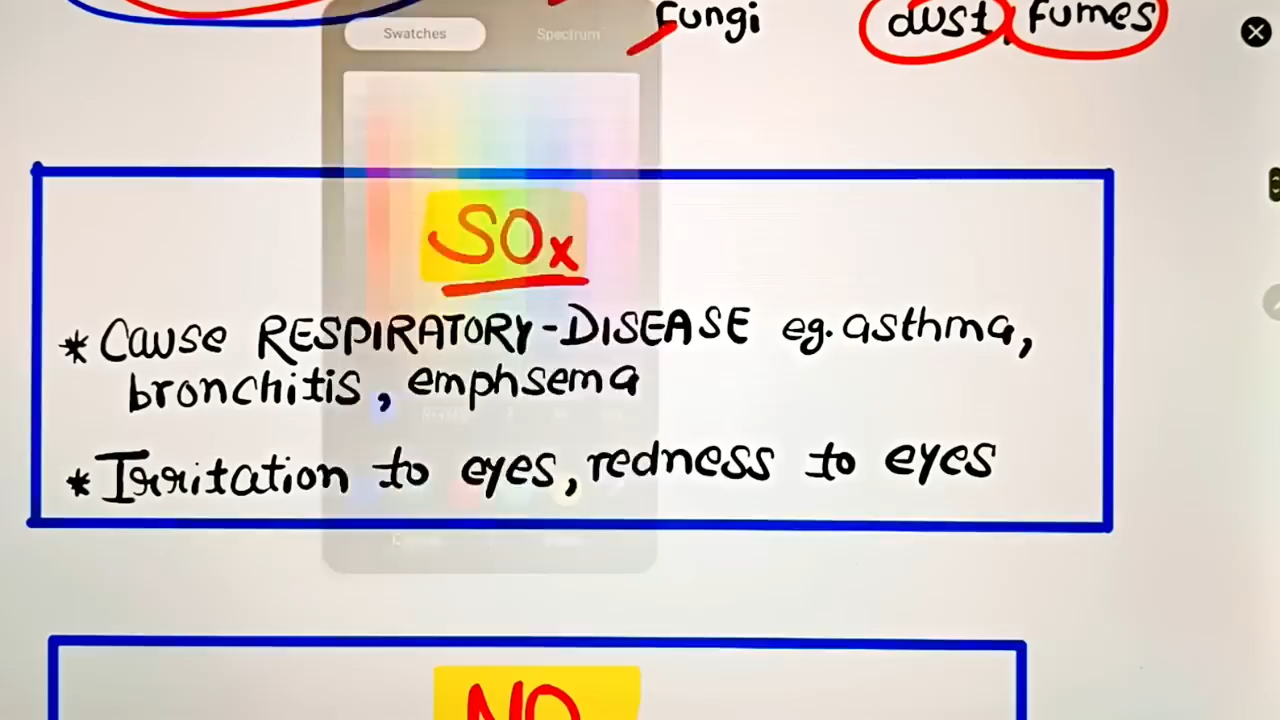 Fungi
dust, fumes
Swatches
Spectrum
SOx
* Cause RESPIRATORY-DISEASE eg. asthma,
bronchitis, emphsema
* Irritation to eyes, redness to eyes
NO